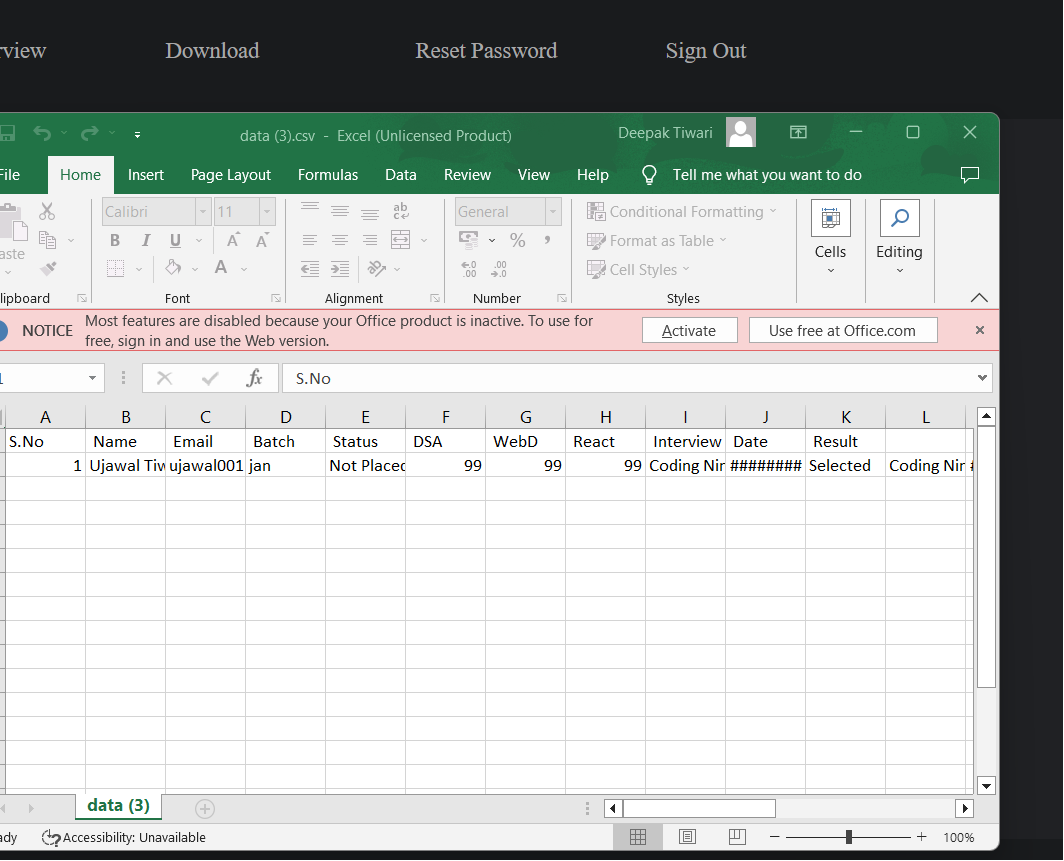 rview Download Reset Password Sign Out
data (3).csv - Excel (Unlicensed Product) Deepak Tiwari
File Home Insert Page Layout Formulas Data Review View Help Tell me what you want to do
Calibri 11 General Conditional Formatting
B I U A A % , Format as Table Cells Editing
aste A Cell Styles
lipboard Font Alignment Number Styles
NOTICE Most features are disabled because your Office product is inactive. To use for
free, sign in and use the Web version. Activate Use free at Office.com
1 fx S.No
A B C D E F G H I J K L
S.No Name Email Batch Status DSA WebD React Interview Date Result
1 Ujawal Tiw ujawal001 jan Not Placed 99 99 99 Coding Nin ######## Selected Coding Nin #
data (3)
ady Accessibility: Unavailable 100%